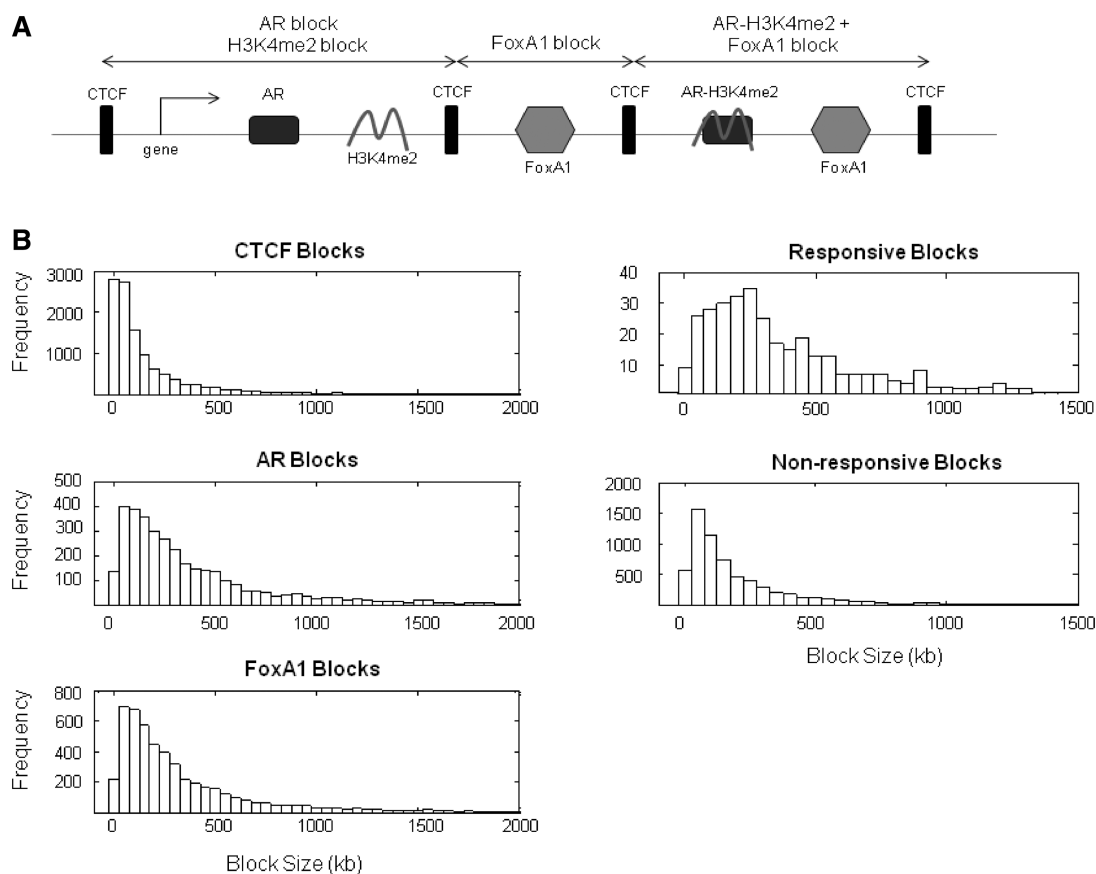 A
AR block
H3K4me2 block
FoxA1 block
AR-H3K4me2 +
FoxA1 block
CTCF
gene
AR
H3K4me2
CTCF
FoxA1
CTCF
AR-H3K4me2
FoxA1
CTCF
B
CTCF Blocks
Frequency
3000
2000
1000
0 500 1000 1500 2000
Responsive Blocks
40
30
20
10
0 500 1000 1500
AR Blocks
Frequency
500
400
300
200
100
0 500 1000 1500 2000
Non-responsive Blocks
2000
1500
1000
500
0 500 1000 1500
Block Size (kb)
FoxA1 Blocks
Frequency
800
600
400
200
0 500 1000 1500 2000
Block Size (kb)